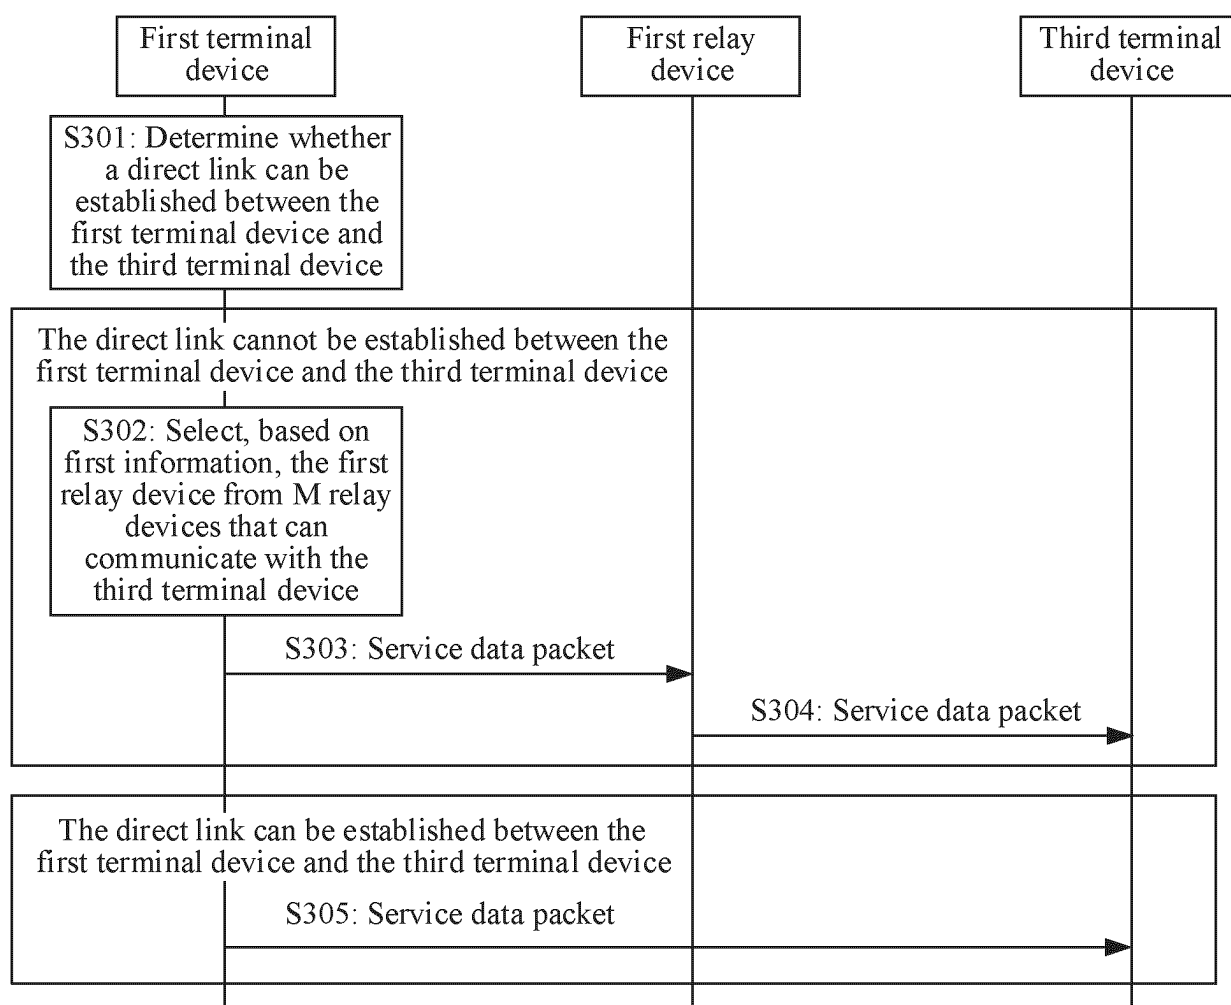 First terminal
device
First relay
device
Third terminal
device
S301: Determine whether
a direct link can be
established between the
first terminal device and
the third terminal device
The direct link cannot be established between the
first terminal device and the third terminal device
S302: Select, based on
first information, the first
relay device from M relay
devices that can
communicate with the
third terminal device
S303: Service data packet
S304: Service data packet
The direct link can be established between the
first terminal device and the third terminal device
S305: Service data packet